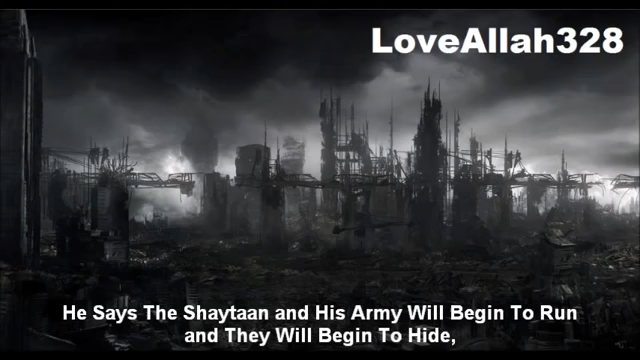 LoveAllah328
He Says The Shaytaan and His Army Will Begin To Run
and They Will Begin To Hide,